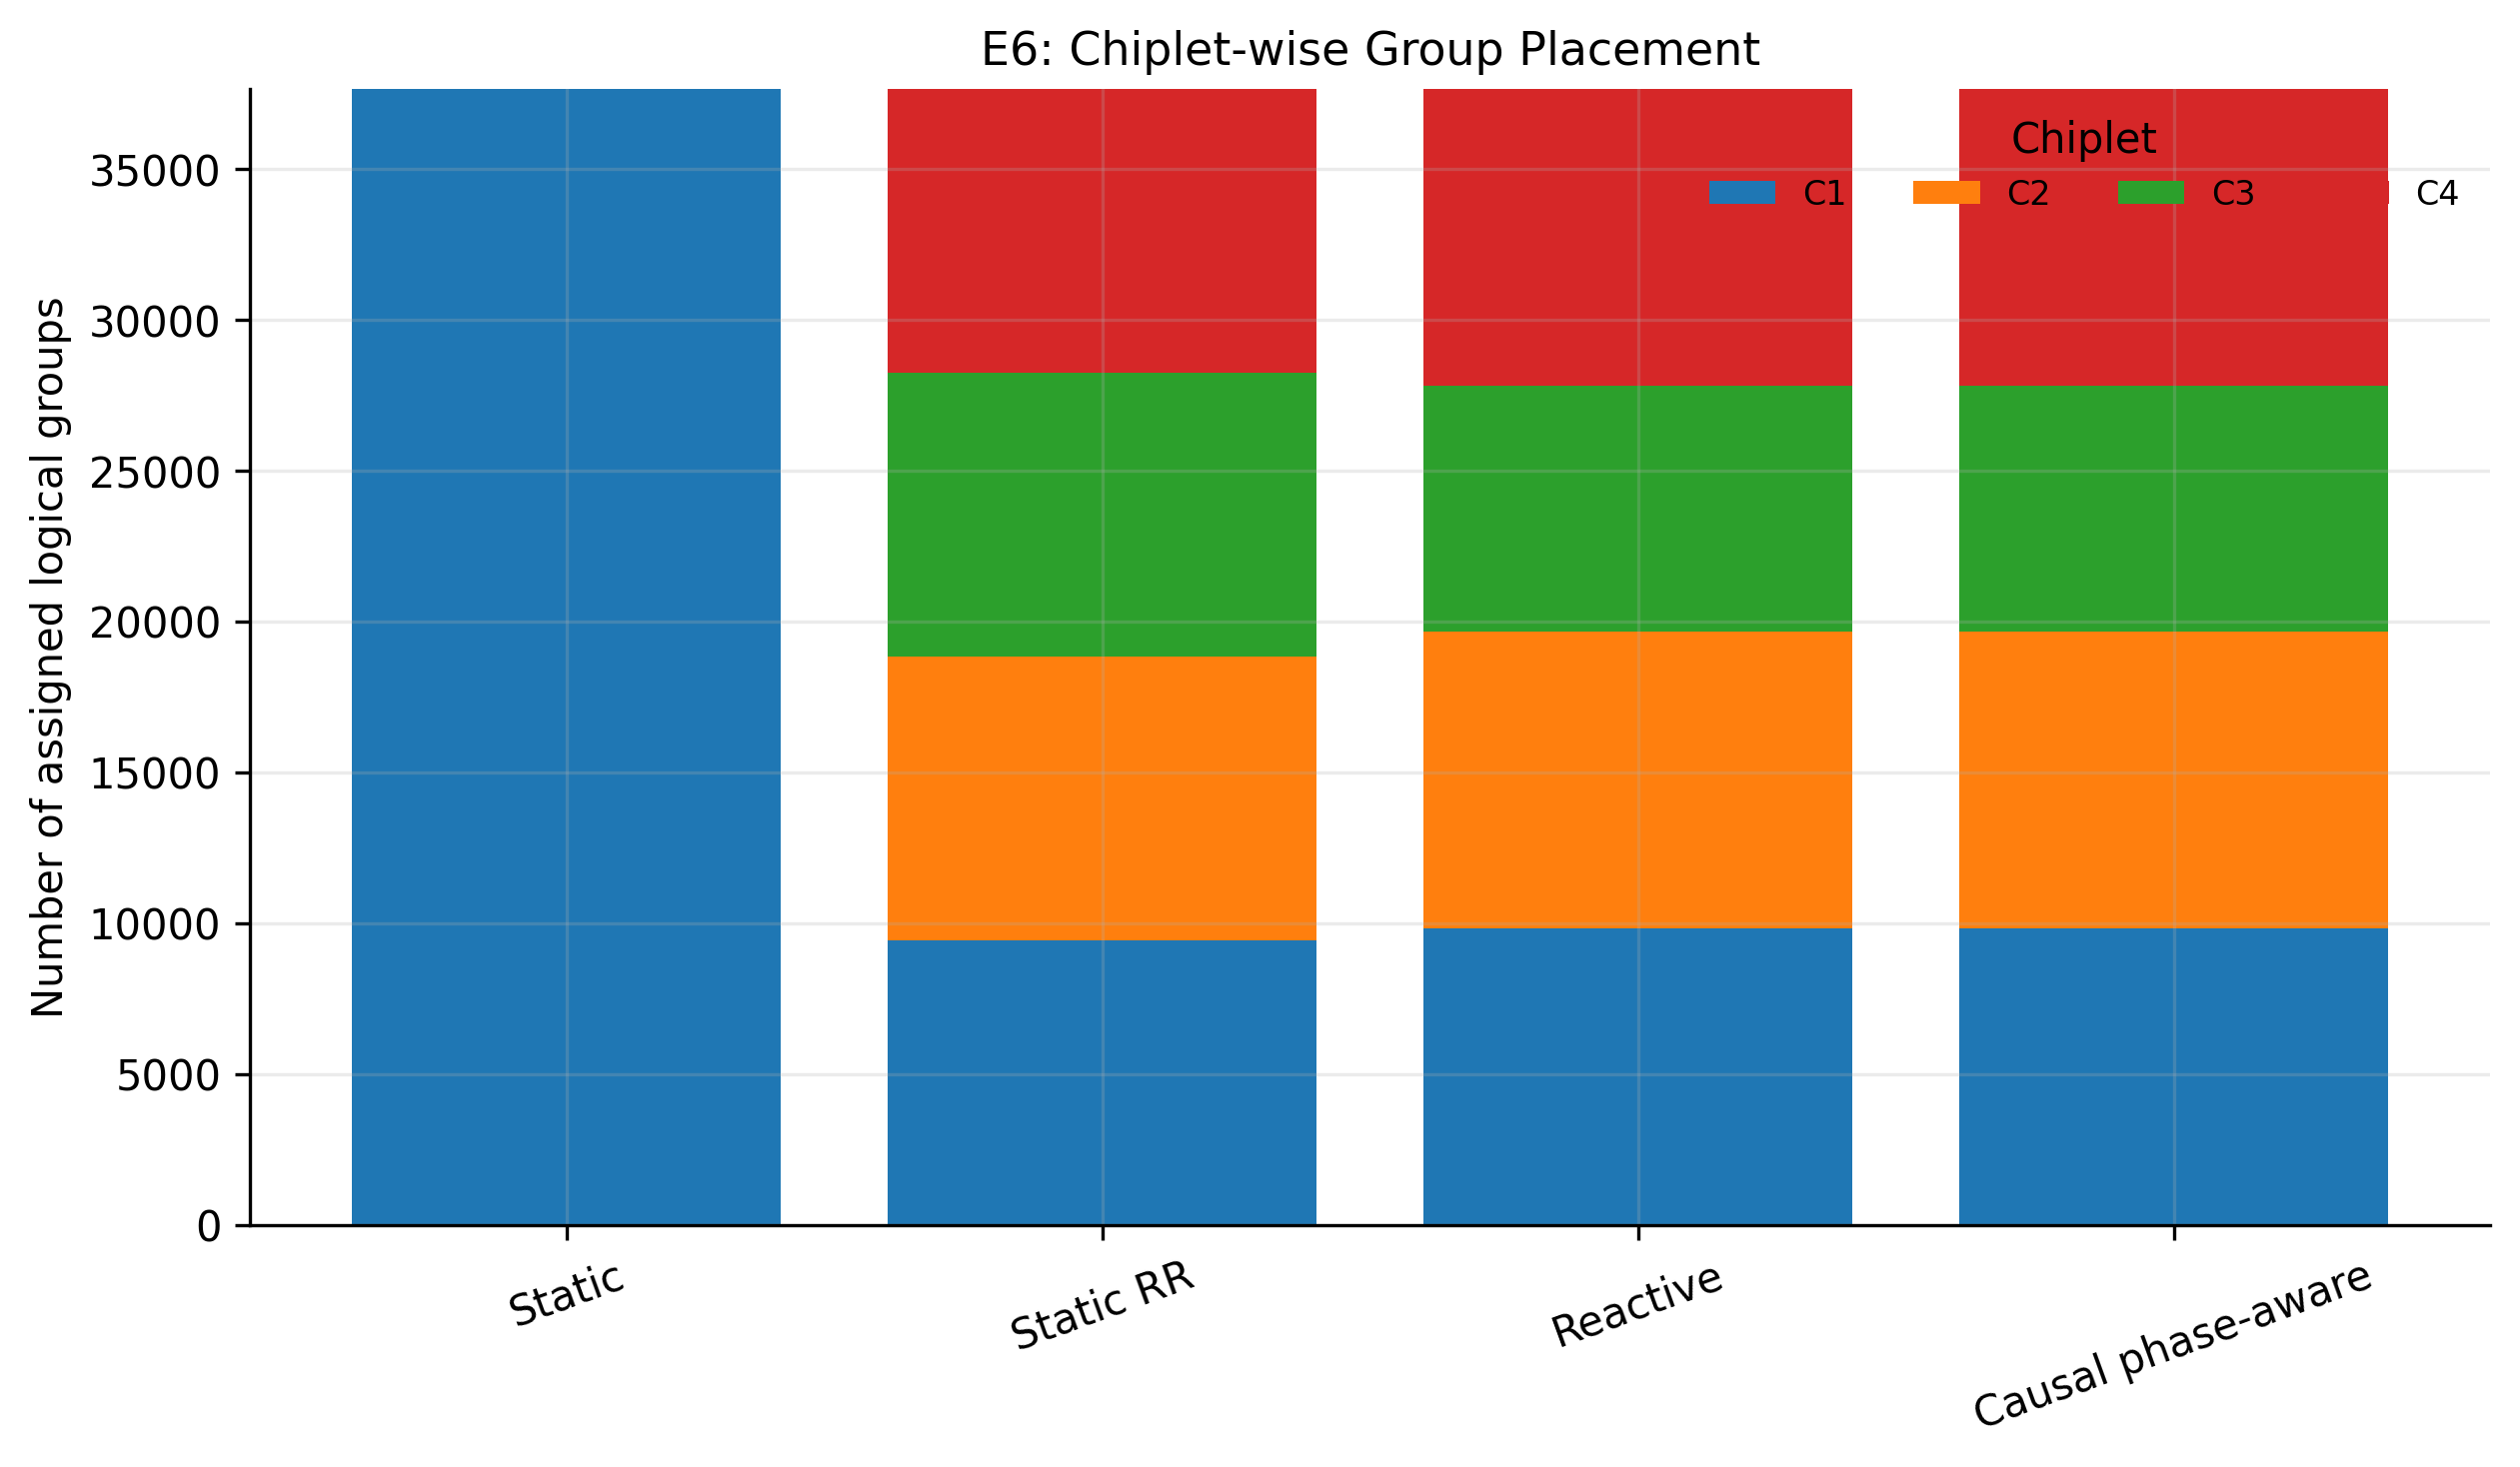 E6: Chiplet-wise Group Placement
Number of assigned logical groups
35000
30000
25000
20000
15000
10000
5000
0
Chiplet
C1 C2 C3 C4
Static
Static RR
Reactive
Causal phase-aware